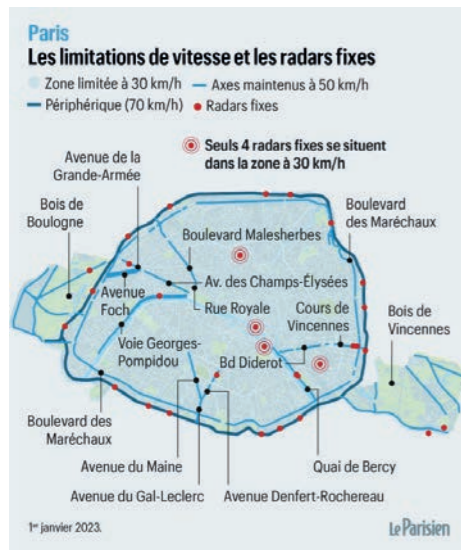 Paris
Les limitations de vitesse et les radars fixes
Zone limitée à 30 km/h
Axes maintenus à 50 km/h
Périphérique (70 km/h)
Radars fixes
Seuls 4 radars fixes se situent
dans la zone à 30 km/h
Avenue de la
Grande-Armée
Bois de
Boulogne
Boulevard
des Maréchaux
Boulevard Malesherbes
Av. des Champs-Élysées
Avenue
Foch
Rue Royale
Cours de
Vincennes
Bois de
Vincennes
Voie Georges-
Pompidou
Bd Diderot
Boulevard des
Maréchaux
Avenue du Maine
Quai de Bercy
Avenue du Gal-Leclerc
Avenue Denfert-Rochereau
1er janvier 2023.
Le Parisien